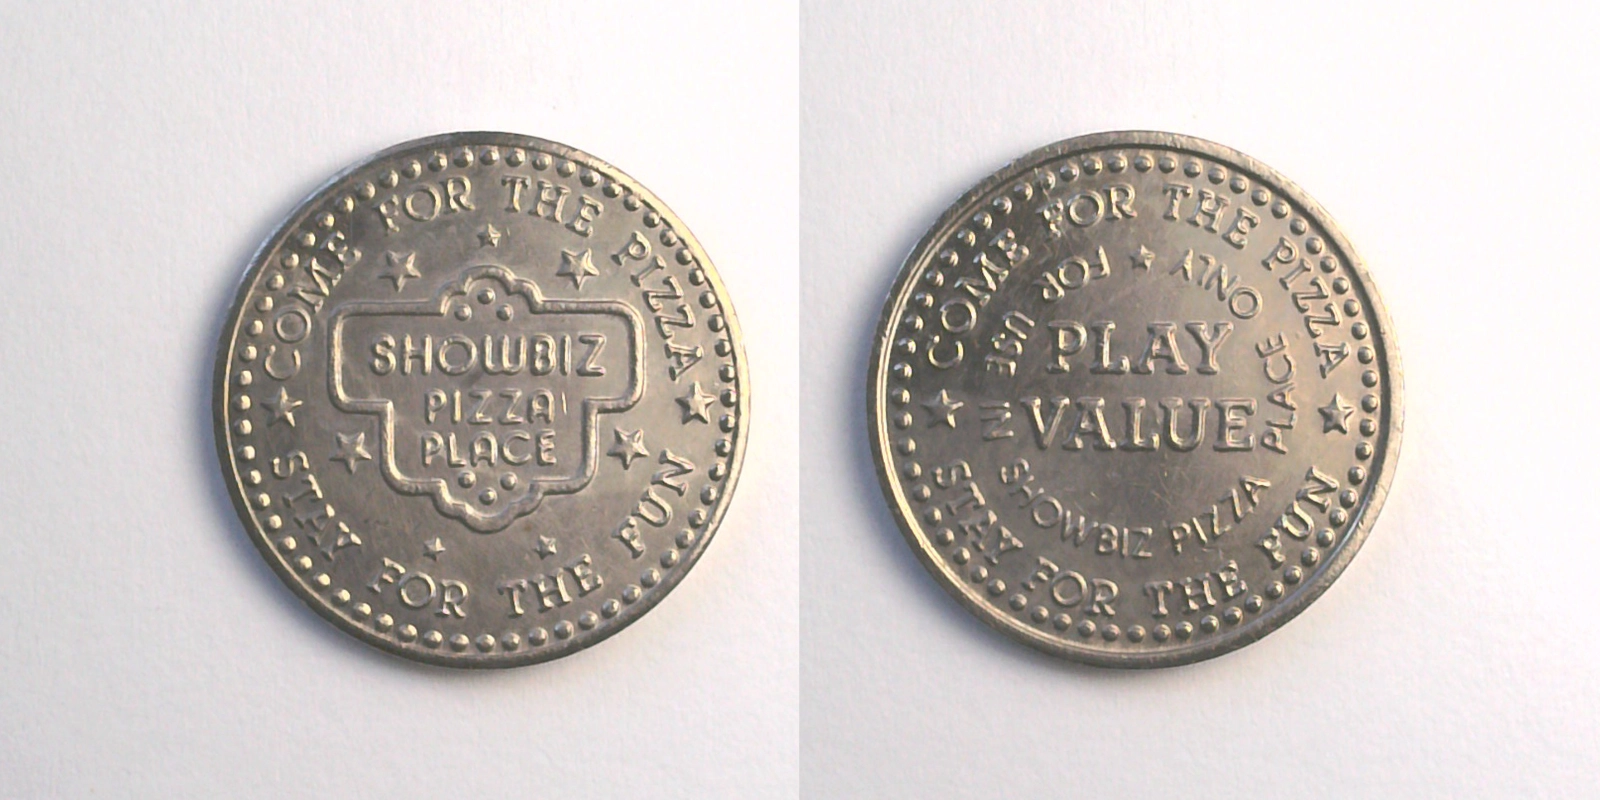 COME FOR THE PIZZA
SHOWBIZ
PIZZA
PLACE
STAY FOR THE FUN
COME FOR THE PIZZA
PLAY
VALUE
ONLY FOR USE IN
SHOWBIZ PIZZA PLACE
STAY FOR THE FUN